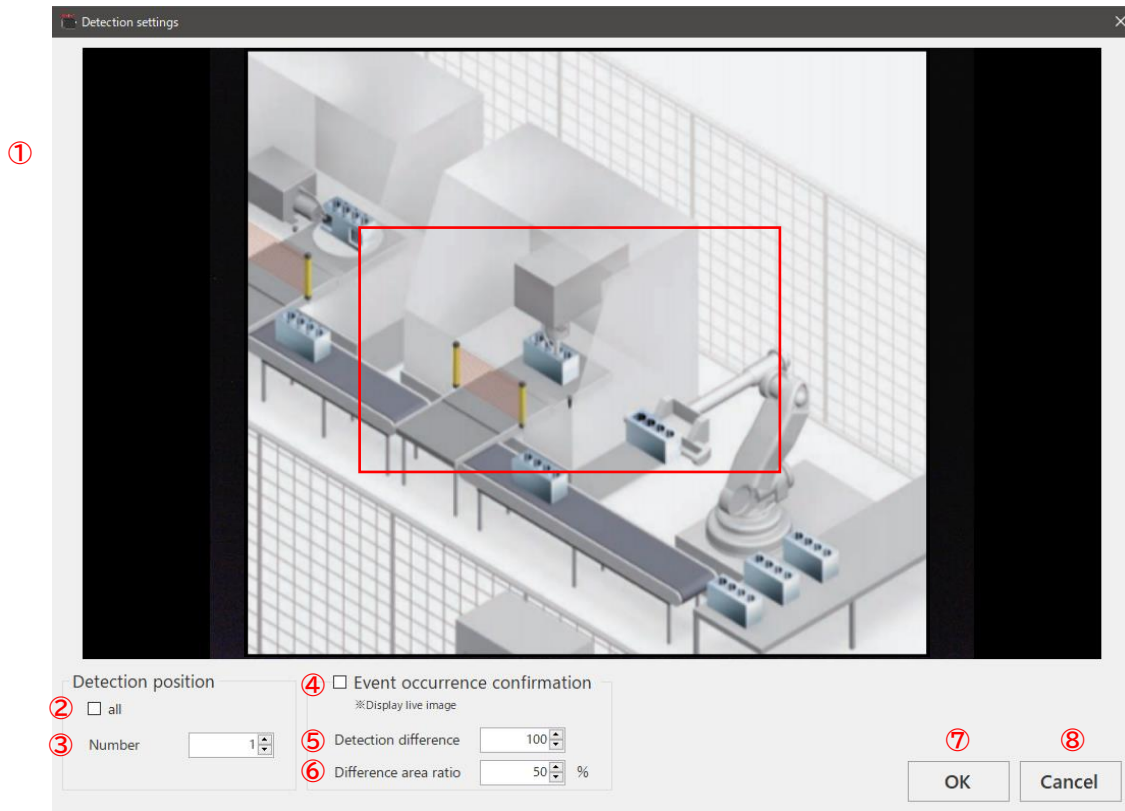 Detection settings
①
Detection position
② all
③ Number 1
④ Event occurrence confirmation
※Display live image
⑤ Detection difference 100
⑥ Difference area ratio 50 %
⑦ ⑧
OK Cancel